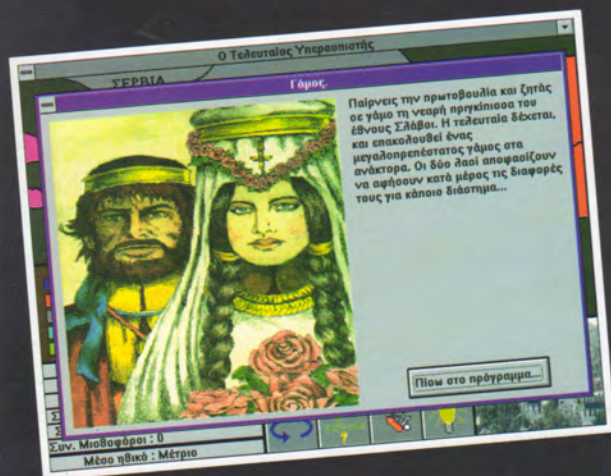 Ο Τελευταίος Υπερασπιστής
ΣΕΡΒΙΑ
Γάμος.
Παίρνεις την πρωτοβουλία και ζητάς
σε γάμο τη νεαρή πριγκίπισσα του
έθνους Σλάβοι. Η τελευταία δέχεται,
και επακολουθεί ένας
μεγαλοπρεπέστατος γάμος στα
ανάκτορα. Οι δύο λαοί αποφασίζουν
να αφήσουν κατά μέρος τις διαφορές
τους για κάποιο διάστημα...
Πίσω στο πρόγραμμα...
Συν. Μισθοφόροι : 0
Μέσο ηθικό : Μέτριο
?